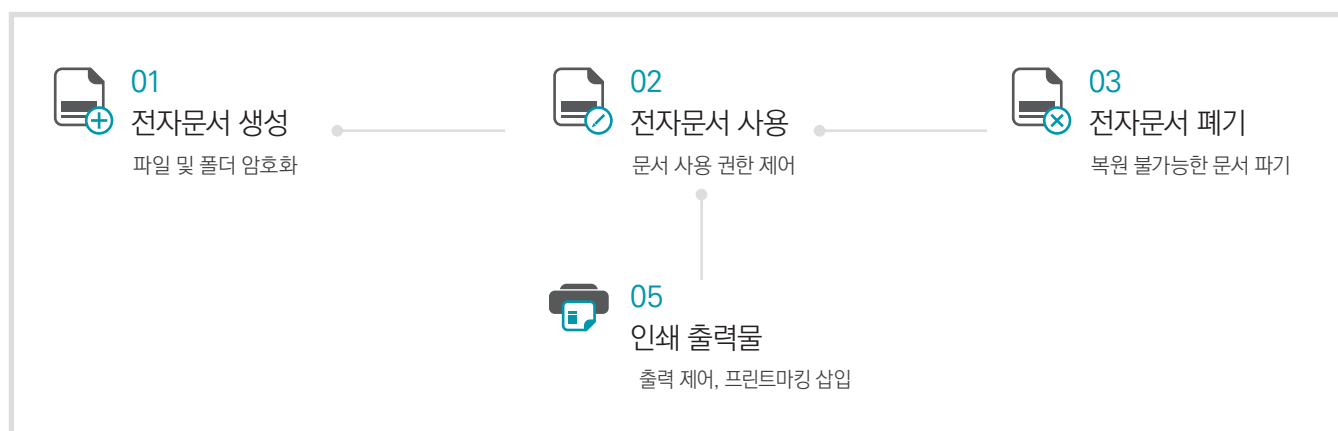 01
전자문서 생성
파일 및 폴더 암호화
02
전자문서 사용
문서 사용 권한 제어
03
전자문서 폐기
복원 불가능한 문서 파기
05
인쇄 출력물
출력 제어, 프린트마킹 삽입